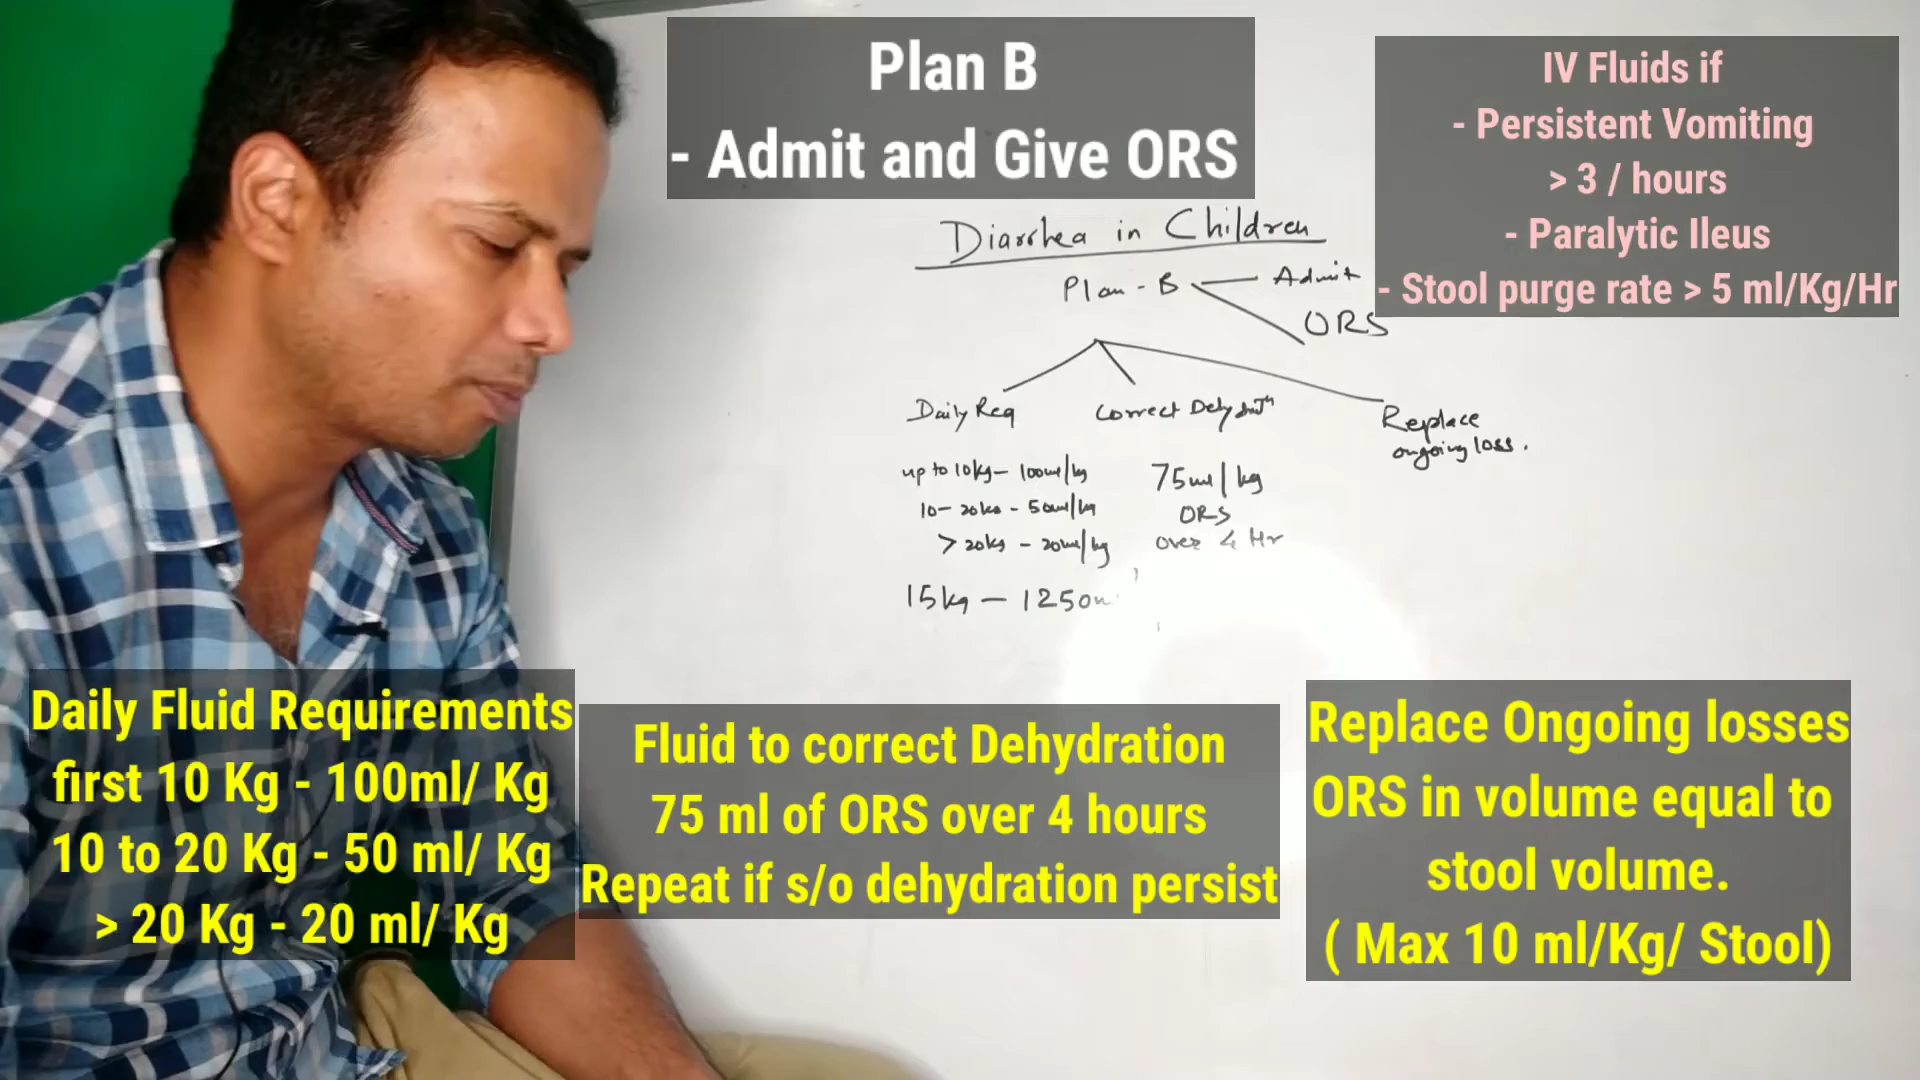 Plan B
- Admit and Give ORS
IV Fluids if
- Persistent Vomiting
> 3 / hours
- Paralytic Ileus
- Stool purge rate > 5 ml/Kg/Hr
Diarrhea in Children
Plan - B
Admit
ORS
Daily Req
Correct
Replace
ongoing loss.
up to 10kg - 100ml/kg
10 - 20kg - 50ml/kg
> 20kg - 20ml/kg
15kg - 1250m
75ml/kg
ORS
over 4 Hr
Daily Fluid Requirements
first 10 Kg - 100ml/ Kg
10 to 20 Kg - 50 ml/ Kg
> 20 Kg - 20 ml/ Kg
Fluid to correct Dehydration
75 ml of ORS over 4 hours
Repeat if s/o dehydration persist
Replace Ongoing losses
ORS in volume equal to
stool volume.
( Max 10 ml/Kg/ Stool)